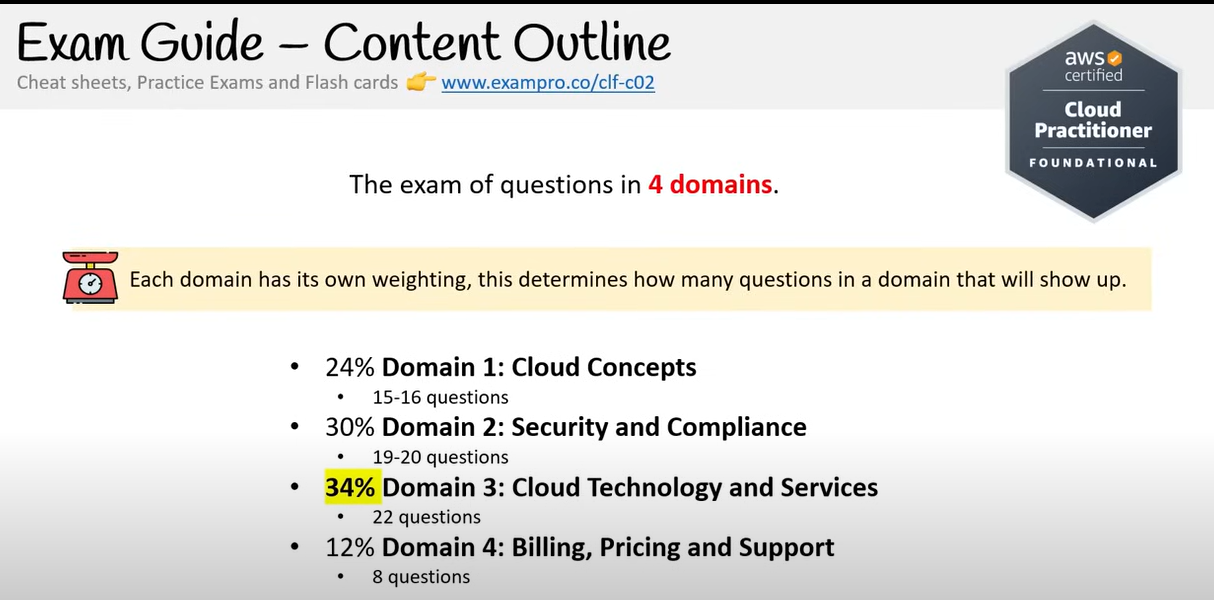 Exam Guide – Content Outline
Cheat sheets, Practice Exams and Flash cards 👉 www.exampro.co/clf-c02
aws
certified
Cloud
Practitioner
FOUNDATIONAL
The exam of questions in 4 domains.
Each domain has its own weighting, this determines how many questions in a domain that will show up.
• 24% Domain 1: Cloud Concepts
• 15-16 questions
• 30% Domain 2: Security and Compliance
• 19-20 questions
• 34% Domain 3: Cloud Technology and Services
• 22 questions
• 12% Domain 4: Billing, Pricing and Support
• 8 questions